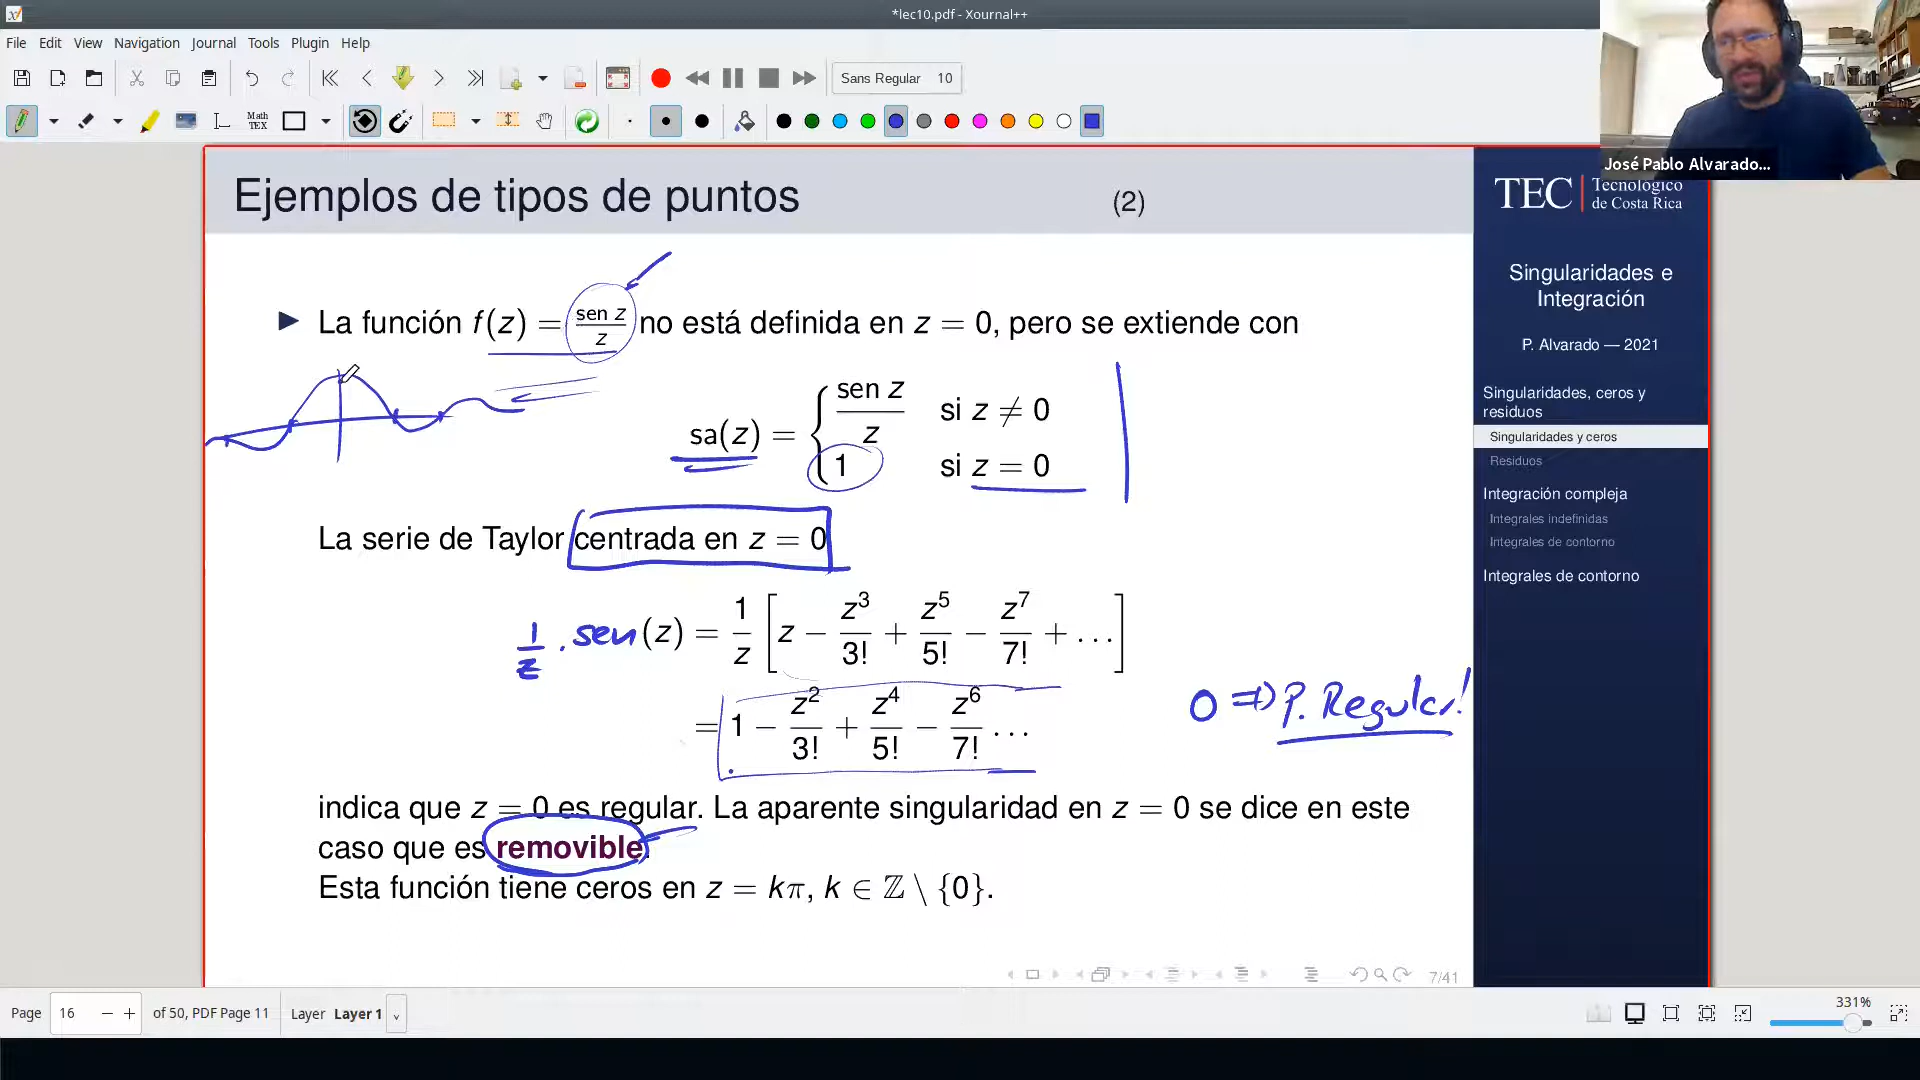 *lec10.pdf - Xournal++
File Edit View Navigation Journal Tools Plugin Help
Sans Regular 10
Math TEX
José Pablo Alvarado...
Ejemplos de tipos de puntos (2)
TEC | Tecnológico de Costa Rica
La función f(z) = sen z / z no está definida en z = 0, pero se extiende con
sa(z) = { sen z / z si z ≠ 0
1 si z = 0
La serie de Taylor centrada en z = 0
1/z . sen(z) = 1/z [ z − z³/3! + z⁵/5! − z⁷/7! + ... ]
= 1 − z²/3! + z⁴/5! − z⁶/7! ...
0 ⇒ P. Regular!
indica que z = 0 es regular. La aparente singularidad en z = 0 se dice en este
caso que es removible.
Esta función tiene ceros en z = kπ, k ∈ ℤ \ {0}.
7/41
Singularidades e
Integración
P. Alvarado — 2021
Singularidades, ceros y
residuos
Singularidades y ceros
Residuos
Integración compleja
Integrales indefinidas
Integrales de contorno
Integrales de contorno
Page 16 of 50, PDF Page 11 Layer Layer 1
331%